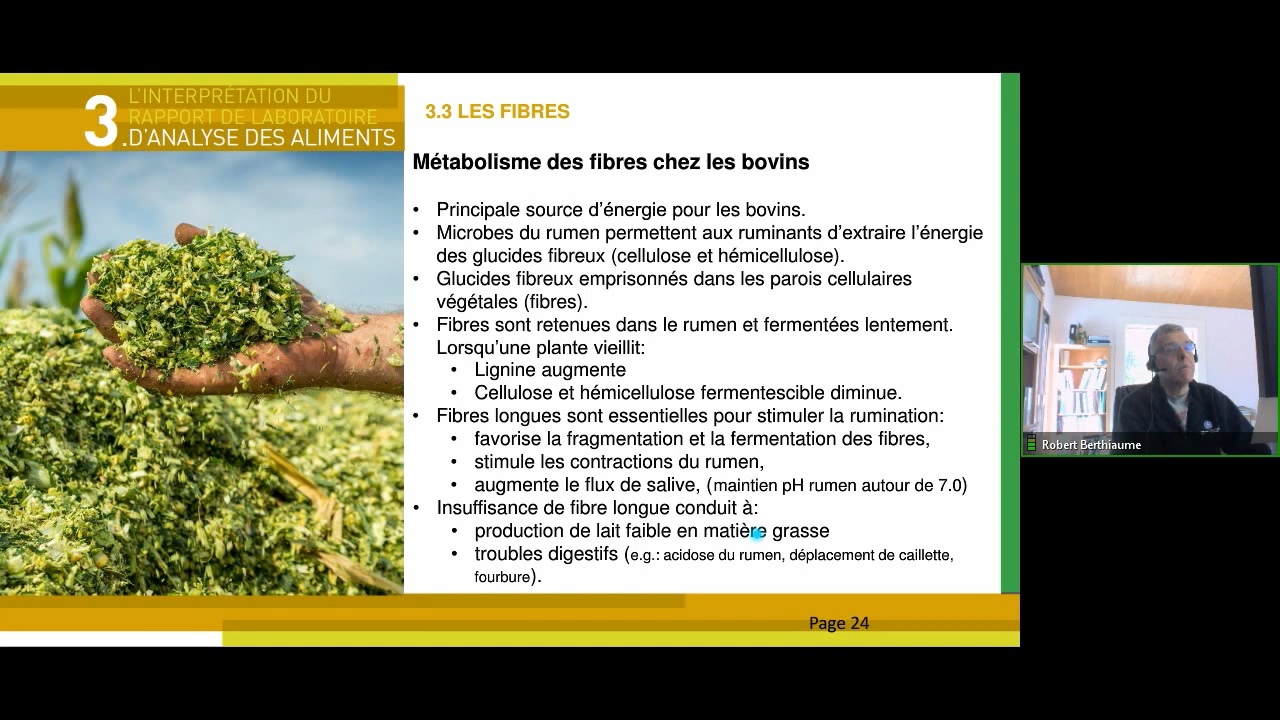 3.
L'INTERPRÉTATION DU
RAPPORT DE LABORATOIRE
D'ANALYSE DES ALIMENTS
3.3 LES FIBRES
Métabolisme des fibres chez les bovins
• Principale source d'énergie pour les bovins.
• Microbes du rumen permettent aux ruminants d'extraire l'énergie
des glucides fibreux (cellulose et hémicellulose).
• Glucides fibreux emprisonnés dans les parois cellulaires
végétales (fibres).
• Fibres sont retenues dans le rumen et fermentées lentement.
Lorsqu'une plante vieillit:
• Lignine augmente
• Cellulose et hémicellulose fermentescible diminue.
• Fibres longues sont essentielles pour stimuler la rumination:
• favorise la fragmentation et la fermentation des fibres,
• stimule les contractions du rumen,
• augmente le flux de salive, (maintien pH rumen autour de 7.0)
• Insuffisance de fibre longue conduit à:
• production de lait faible en matière grasse
• troubles digestifs (e.g.: acidose du rumen, déplacement de caillette,
fourbure).
Page 24
Robert Berthiaume